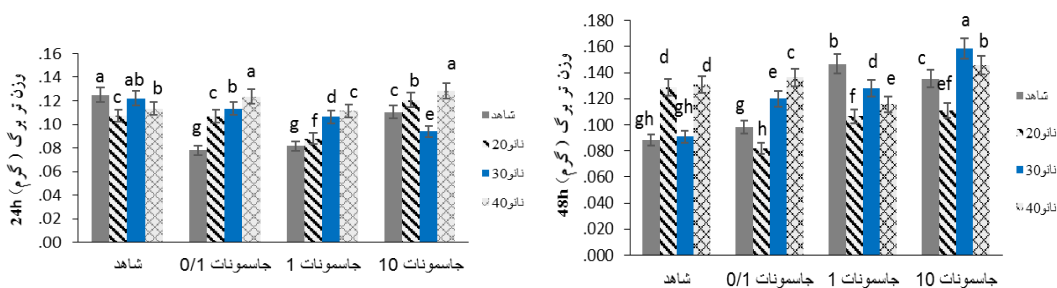 وزن تر برگ ( گرم) 24h
.16
.14
.12
.10
.08
.06
.04
.02
.00
a
c
ab
b
g
b
b
a
g
f
d
c
b
a
e
a
شاهد
جاسمونات 0/1
جاسمونات 1
جاسمونات 10
شاهد
نانو20
نانو30
نانو40
وزن تر برگ ( گرم) 48h
.180
.160
.140
.120
.100
.080
.060
.040
.020
.000
gh
d
gh
d
g
h
e
c
b
f
d
e
c
ef
a
b
شاهد
جاسمونات 0/1
جاسمونات 1
جاسمونات 10
شاهد
نانو20
نانو30
نانو40